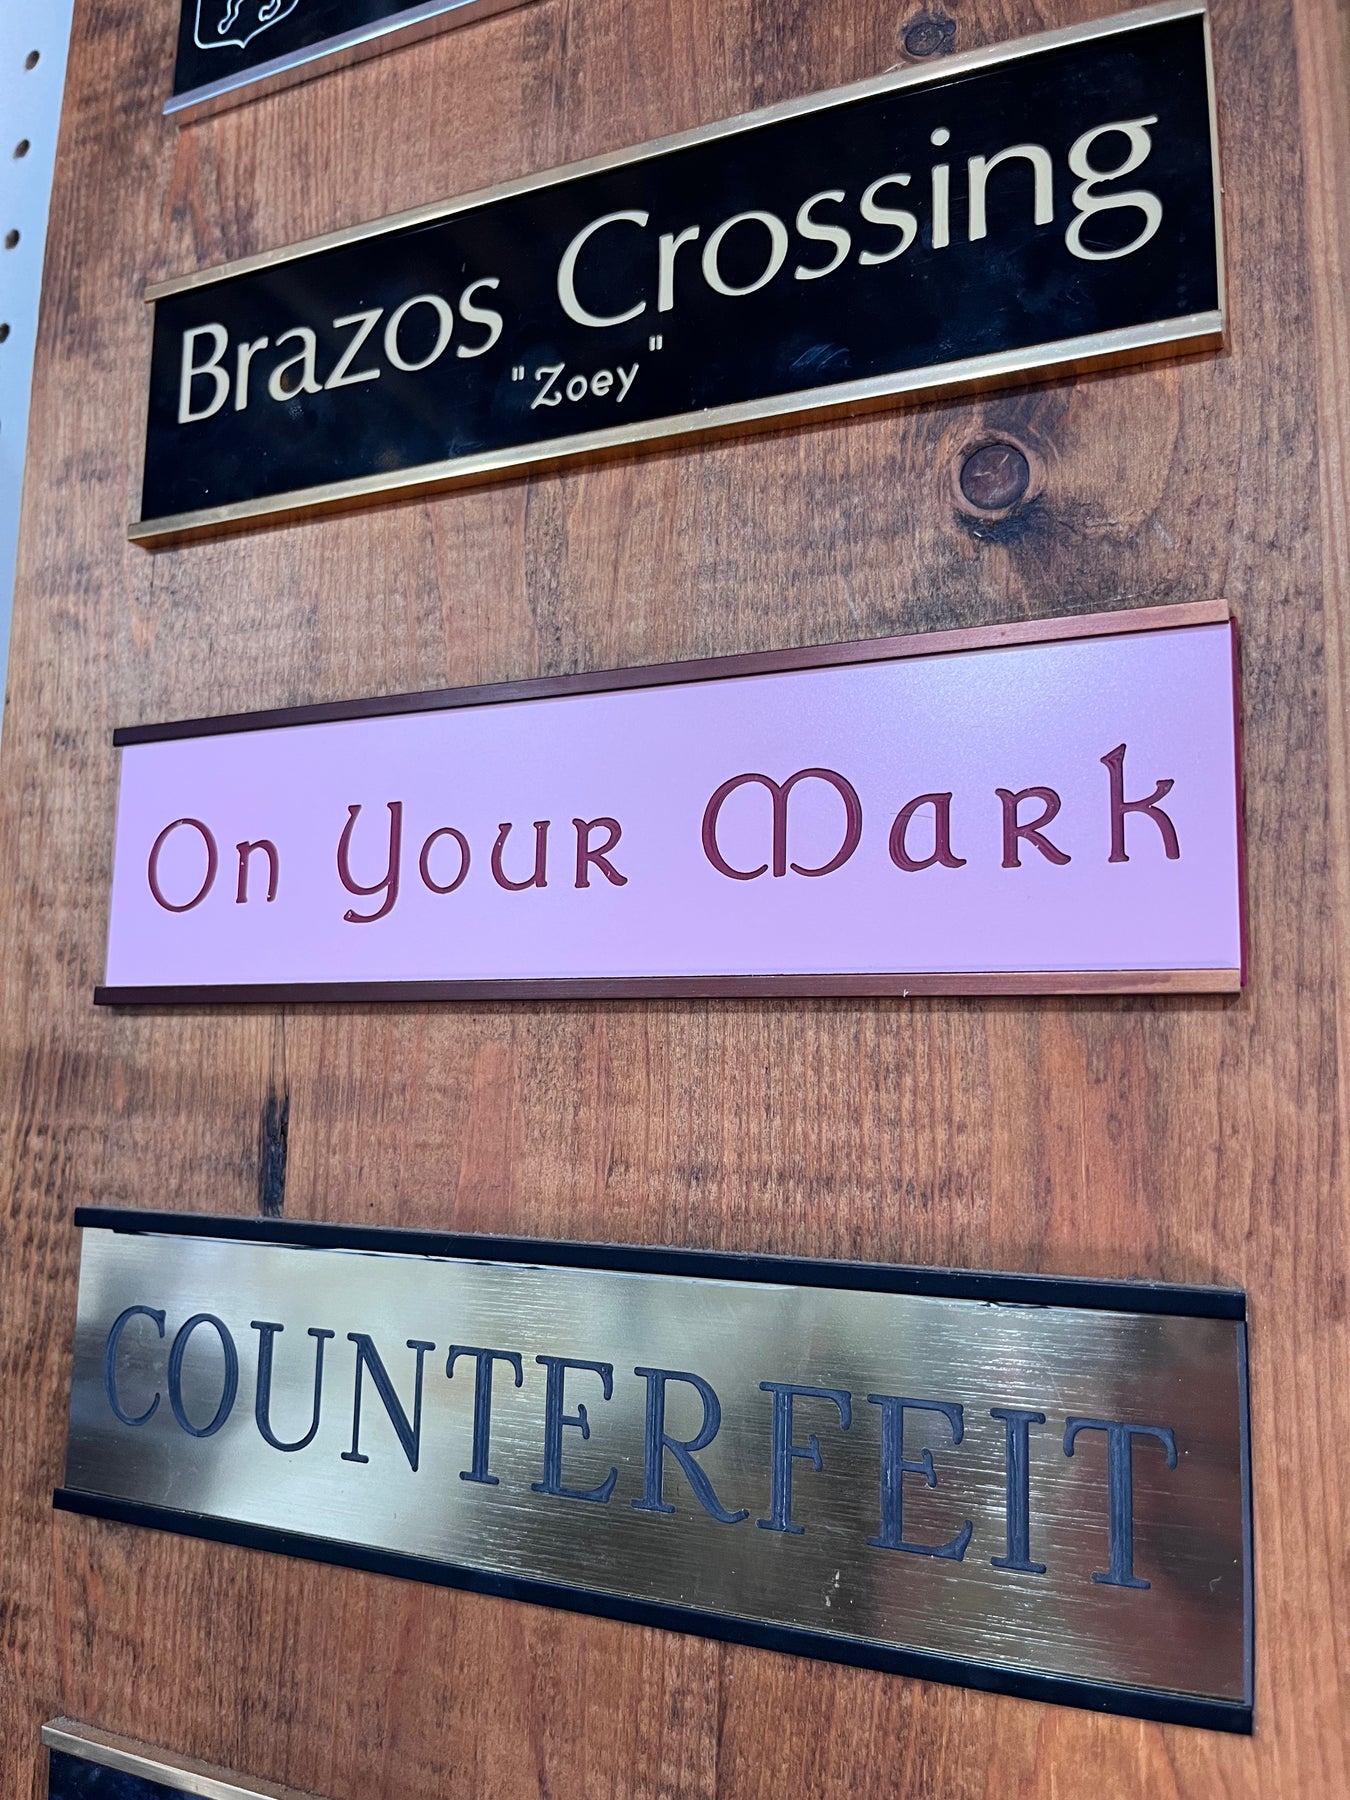 Brazos Crossing
"Zoey"
On Your Mark
COUNTERFEIT